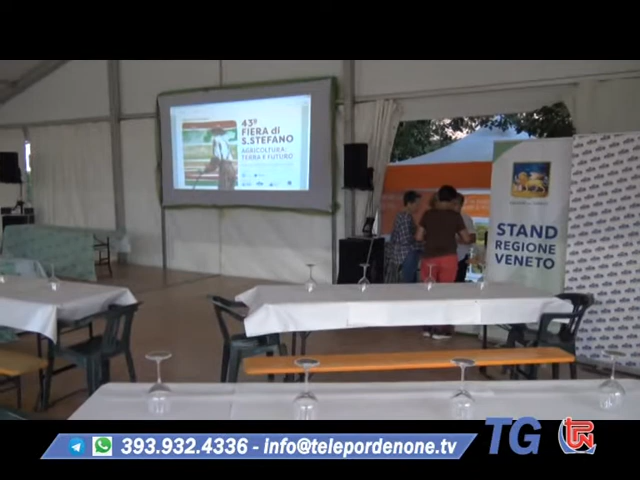 43ª
FIERA di
S.STEFANO
AGRICOLTURA,
TERRA E FUTURO
STAND
REGIONE
VENETO
393.932.4336 - info@telepordenone.tv
TG